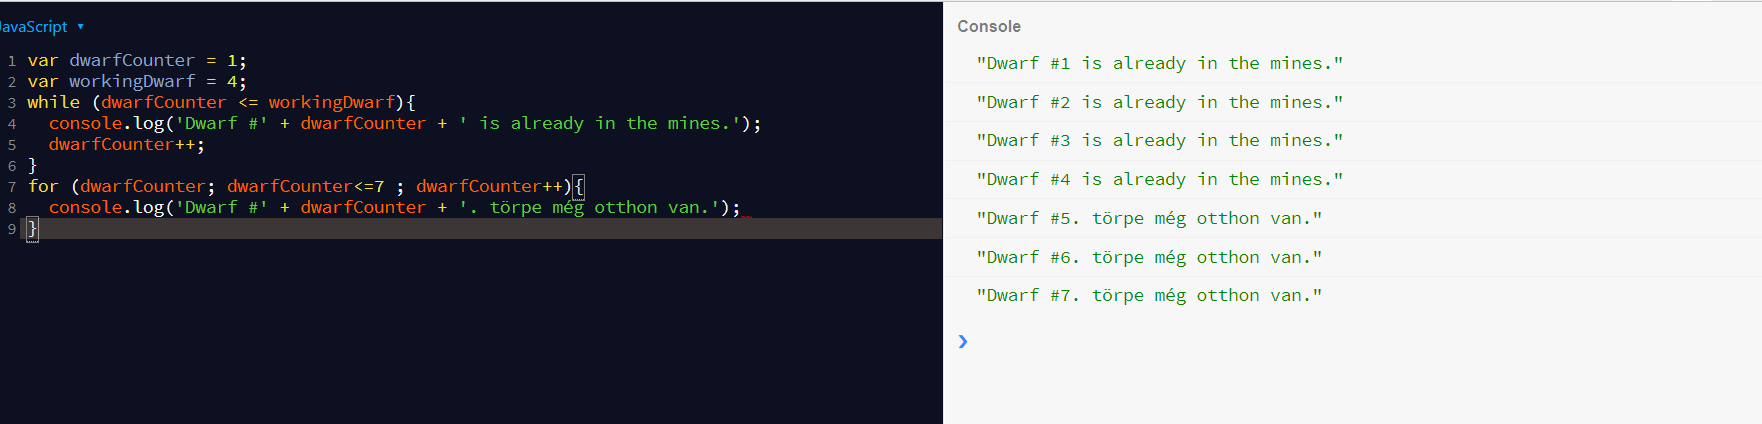 JavaScript ▾
1 var dwarfCounter = 1;
2 var workingDwarf = 4;
3 while (dwarfCounter <= workingDwarf){
4   console.log('Dwarf #' + dwarfCounter + ' is already in the mines.');
5   dwarfCounter++;
6 }
7 for (dwarfCounter; dwarfCounter<=7 ; dwarfCounter++){
8   console.log('Dwarf #' + dwarfCounter + '. törpe még otthon van.');
9 }
Console
"Dwarf #1 is already in the mines."
"Dwarf #2 is already in the mines."
"Dwarf #3 is already in the mines."
"Dwarf #4 is already in the mines."
"Dwarf #5. törpe még otthon van."
"Dwarf #6. törpe még otthon van."
"Dwarf #7. törpe még otthon van."